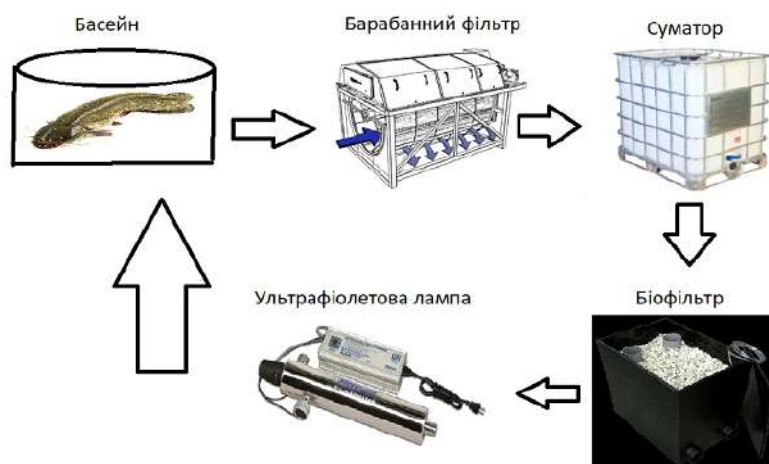 Басейн
Барабанний фільтр
Суматор
Ультрафіолетова лампа
Біофільтр